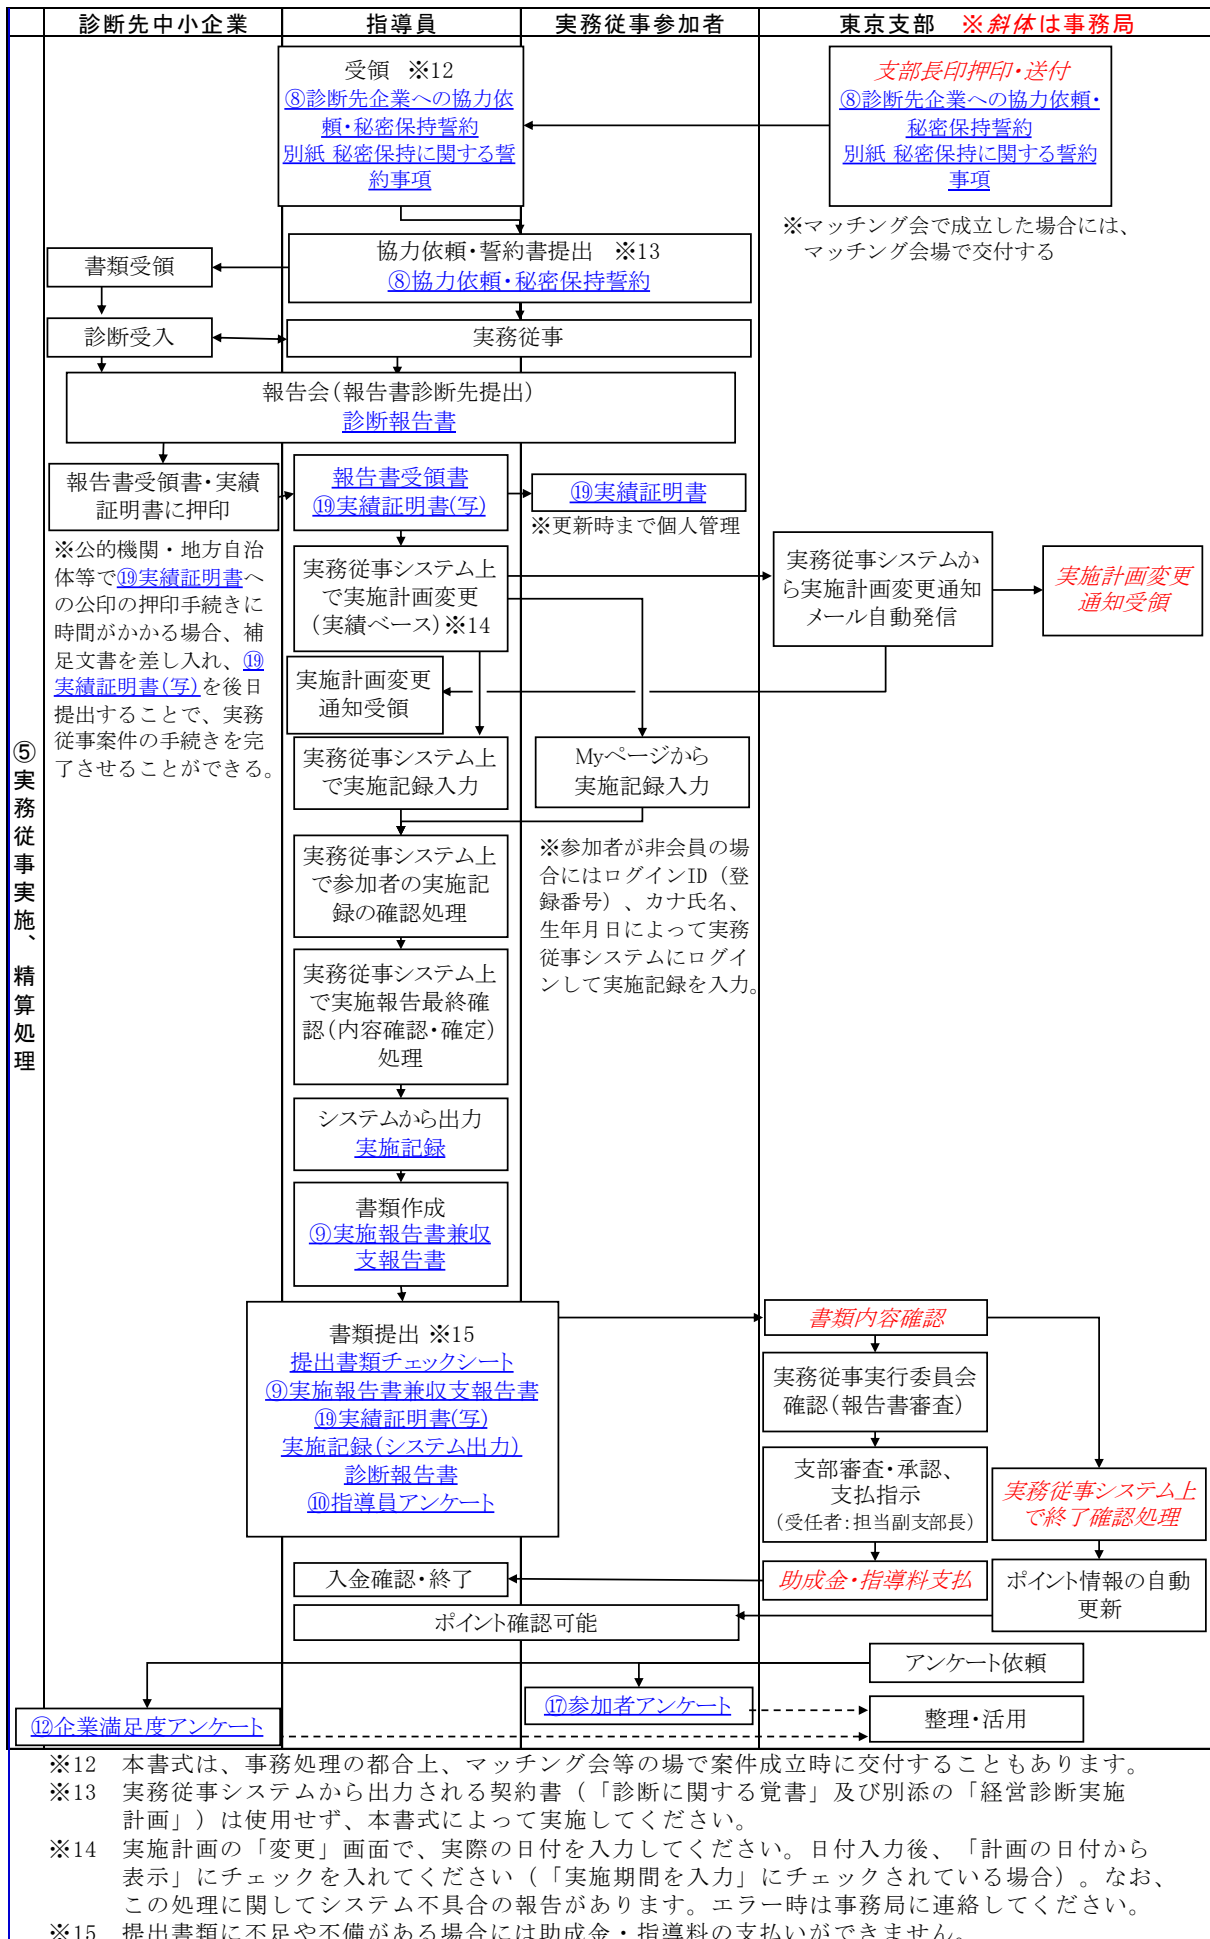 診断先中小企業
指導員
実務従事参加者
東京支部　※斜体は事務局
受領　※12
⑧診断先企業への協力依
頼・秘密保持誓約
別紙 秘密保持に関する誓
約事項
支部長印押印・送付
⑧診断先企業への協力依頼・
秘密保持誓約
別紙 秘密保持に関する誓約
事項
※マッチング会で成立した場合には、
マッチング会場で交付する
書類受領
協力依頼・誓約書提出　※13
⑧協力依頼・秘密保持誓約
診断受入
実務従事
報告会(報告書診断先提出)
診断報告書
報告書受領書・実績
証明書に押印
報告書受領書
⑲実績証明書(写)
⑲実績証明書
※更新時まで個人管理
※公的機関・地方自治
体等で⑲実績証明書へ
の公印の押印手続きに
時間がかかる場合、補
足文書を差し入れ、⑲
実績証明書(写)を後日
提出することで、実務
従事案件の手続きを完
了させることができる。
実務従事システム上
で実施計画変更
(実績ベース)※14
実務従事システムか
ら実施計画変更通知
メール自動発信
実施計画変更
通知受領
実施計画変更
通知受領
⑤実務従事実施、精算処理
実務従事システム上
で実施記録入力
Myページから
実施記録入力
実務従事システム上
で参加者の実施記
録の確認処理
※参加者が非会員の場
合にはログインID（登
録番号）、カナ氏名、
生年月日によって実務
従事システムにログイ
ンして実施記録を入力。
実務従事システム上
で実施報告最終確
認(内容確認・確定)
処理
システムから出力
実施記録
書類作成
⑨実施報告書兼収
支報告書
書類提出 ※15
提出書類チェックシート
⑨実施報告書兼収支報告書
⑲実績証明書(写)
実施記録(システム出力)
診断報告書
⑩指導員アンケート
書類内容確認
実務従事実行委員会
確認(報告書審査)
支部審査・承認、
支払指示
(受任者:担当副支部長)
実務従事システム上
で終了確認処理
入金確認・終了
助成金・指導料支払
ポイント情報の自動
更新
ポイント確認可能
アンケート依頼
⑫企業満足度アンケート
⑰参加者アンケート
整理・活用
※12　本書式は、事務処理の都合上、マッチング会等の場で案件成立時に交付することもあります。
※13　実務従事システムから出力される契約書（「診断に関する覚書」及び別添の「経営診断実施
計画」）は使用せず、本書式によって実施してください。
※14　実施計画の「変更」画面で、実際の日付を入力してください。日付入力後、「計画の日付から
表示」にチェックを入れてください（「実施期間を入力」にチェックされている場合）。なお、
この処理に関してシステム不具合の報告があります。エラー時は事務局に連絡してください。
※15　提出書類に不足や不備がある場合には助成金・指導料の支払いができません。